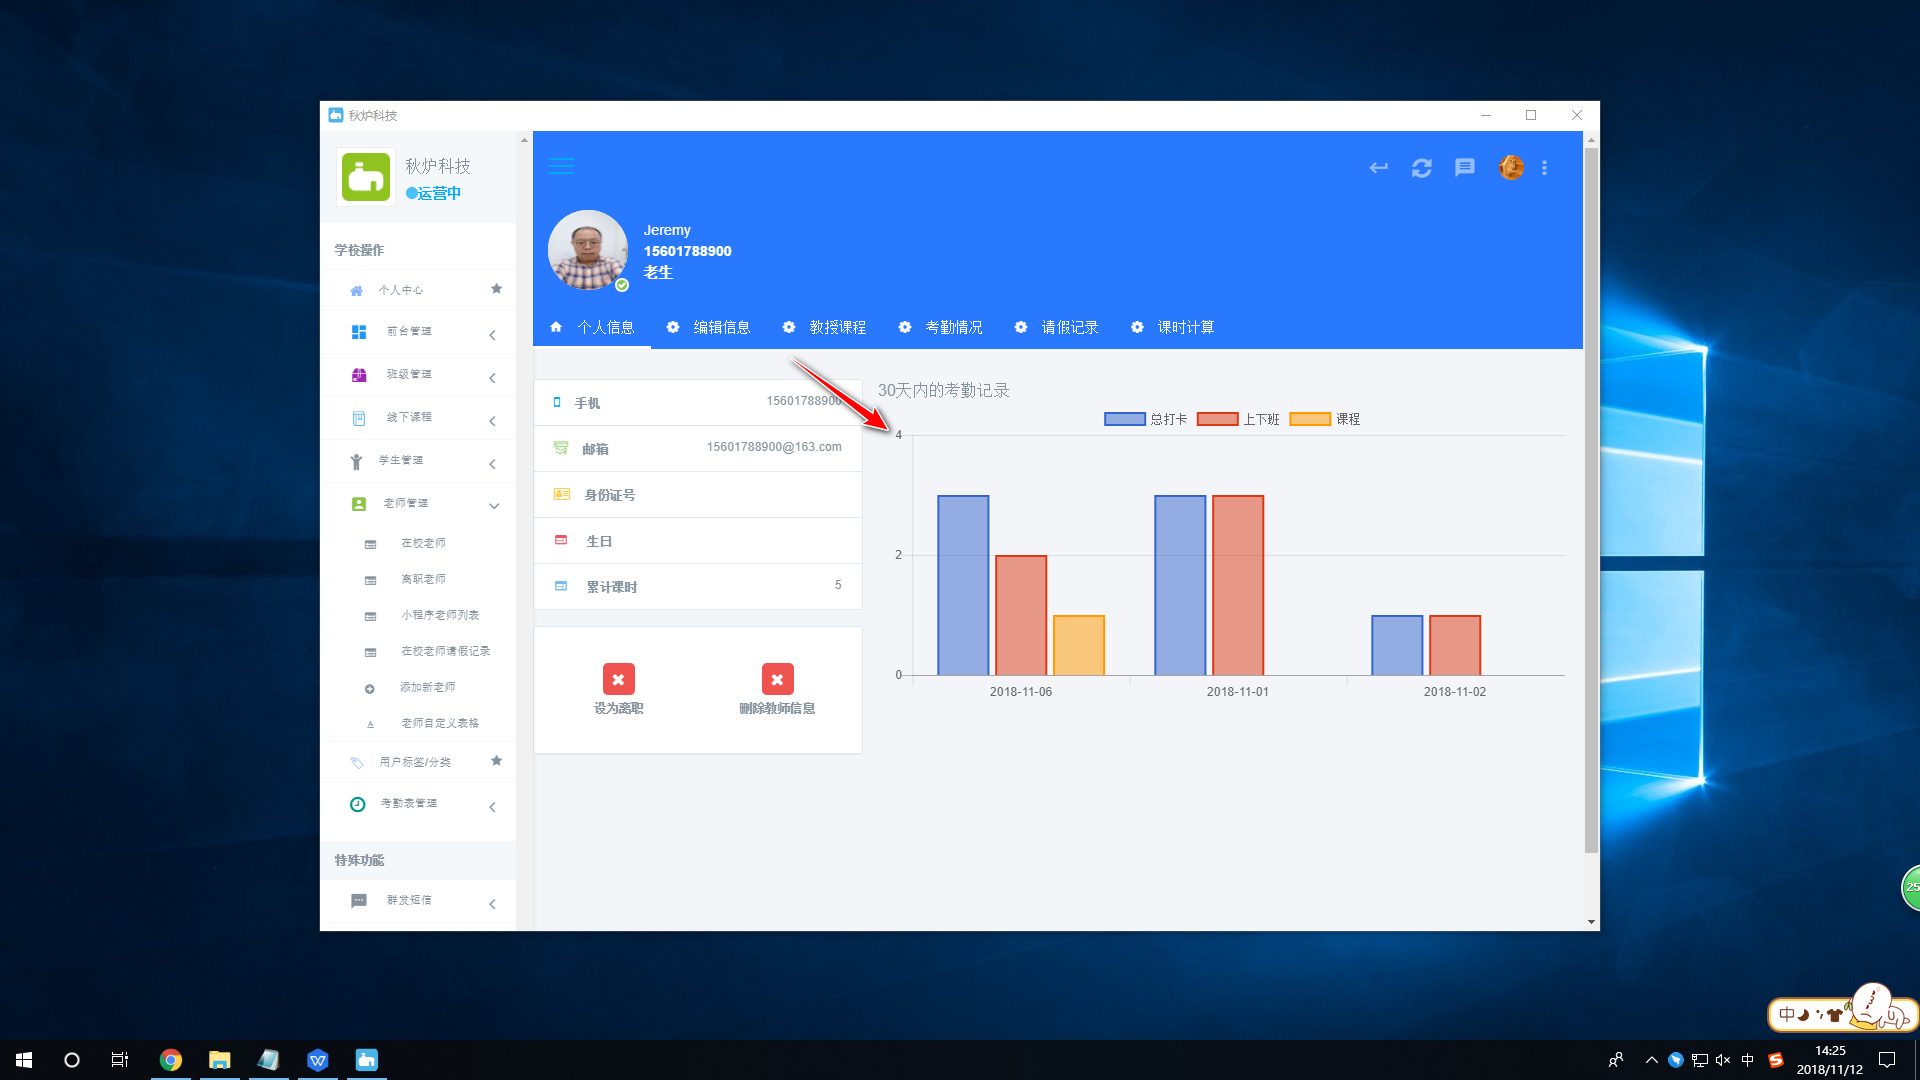 秋炉科技
秋炉科技
运营中
学校操作
个人中心
前台管理
班级管理
线下课程
学生管理
老师管理
在校老师
离职老师
小程序老师列表
在校老师请假记录
添加新老师
老师自定义表格
用户标签/分类
考勤表管理
特殊功能
群发短信
Jeremy
15601788900
老生
个人信息
编辑信息
教授课程
考勤情况
请假记录
课时计算
手机 15601788900
邮箱 15601788900@163.com
身份证号
生日
累计课时 5
设为离职
删除教师信息
30天内的考勤记录
总打卡 上下班 课程
4
2
0
2018-11-06 2018-11-01 2018-11-02
25
中
中
14:25
2018/11/12